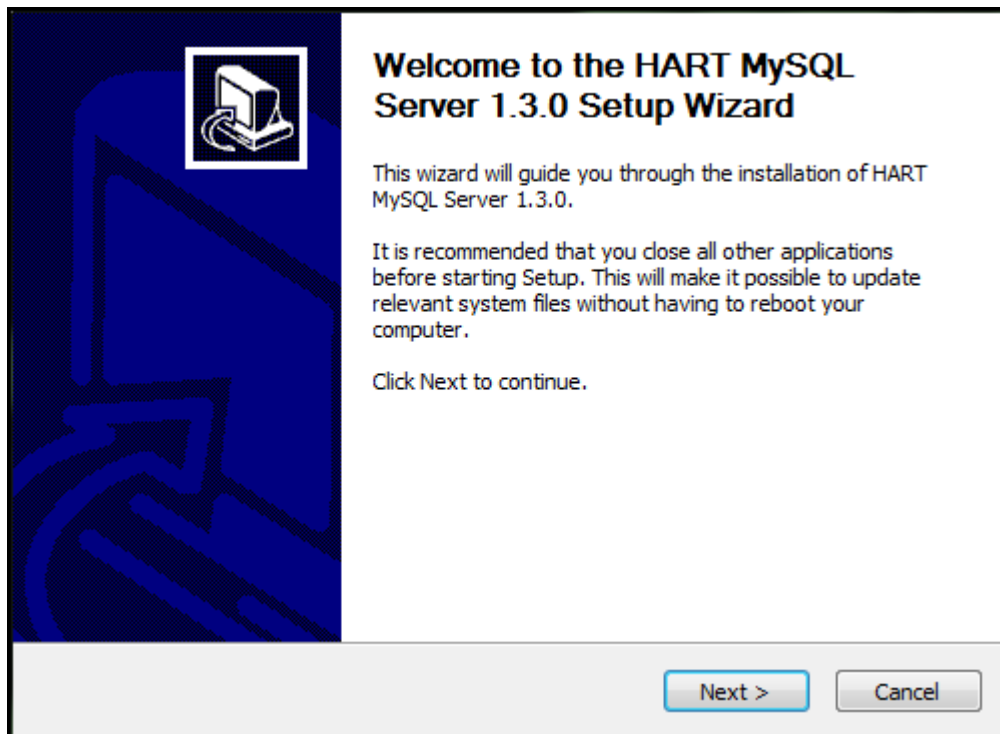 Welcome to the HART MySQL
Server 1.3.0 Setup Wizard
This wizard will guide you through the installation of HART
MySQL Server 1.3.0.
It is recommended that you close all other applications
before starting Setup. This will make it possible to update
relevant system files without having to reboot your
computer.
Click Next to continue.
Next >
Cancel